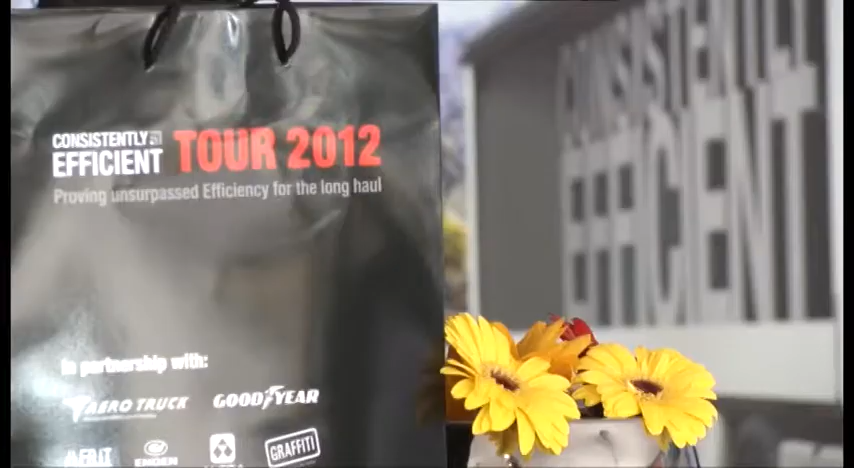 CONSISTENTLY
EFFICIENT TOUR 2012
Proving unsurpassed Efficiency for the long haul
In partnership with:
AERO TRUCK GOODYEAR
GRAFFITI
CONSISTENTLY
EFFICIENT